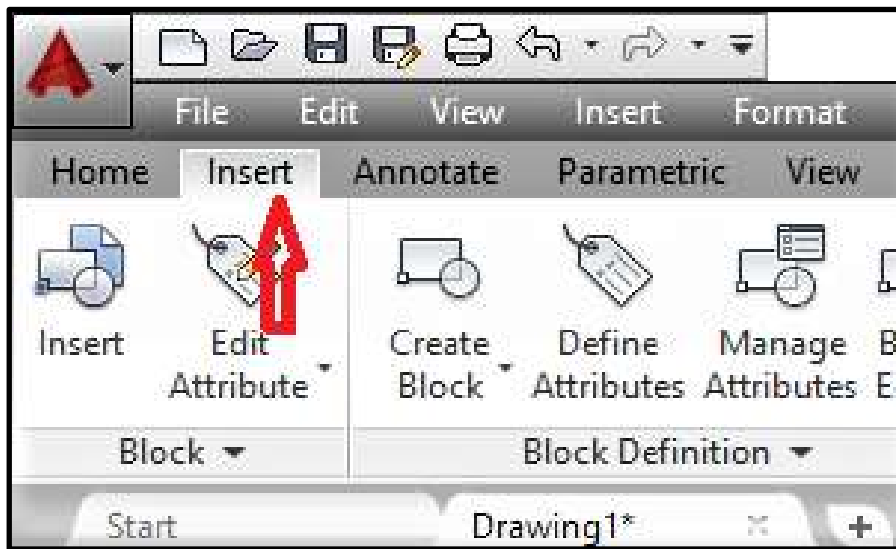 File Edit View Insert Format
Home Insert Annotate Parametric View
Insert Edit Create Define Manage
Attribute Block Attributes Attributes
Block Block Definition
Start Drawing1*